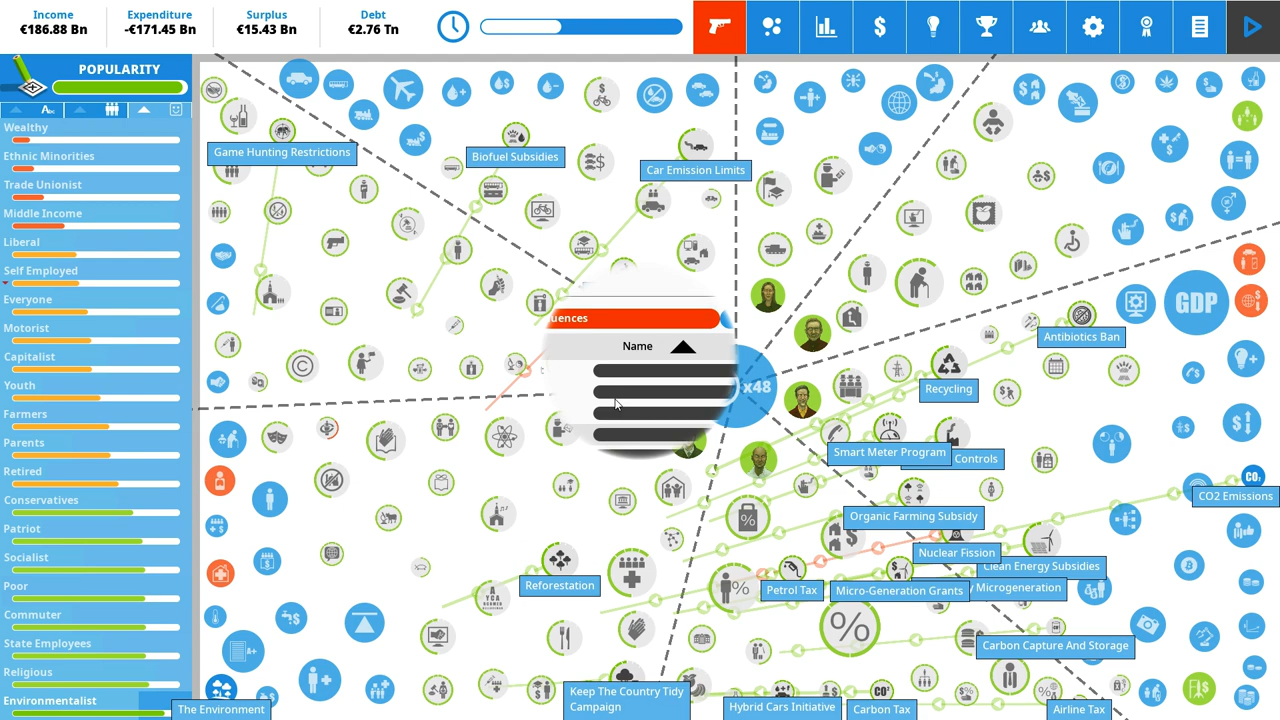 Income
€186.88 Bn
Expenditure
-€171.45 Bn
Surplus
€15.43 Bn
Debt
€2.76 Tn
POPULARITY
Wealthy
Ethnic Minorities
Trade Unionist
Middle Income
Liberal
Self Employed
Everyone
Motorist
Capitalist
Youth
Farmers
Parents
Retired
Conservatives
Patriot
Socialist
Poor
Commuter
State Employees
Religious
Environmentalist
Game Hunting Restrictions
Biofuel Subsidies
Car Emission Limits
GDP
Antibiotics Ban
uences
Name
x48
Recycling
Smart Meter Program
Controls
CO2
CO2 Emissions
Organic Farming Subsidy
Nuclear Fission
Clean Energy Subsidies
Reforestation
Petrol Tax
Micro-Generation Grants
Microgeneration
Carbon Capture And Storage
The Environment
Keep The Country Tidy
Campaign
Hybrid Cars Initiative
CO²
Carbon Tax
Airline Tax